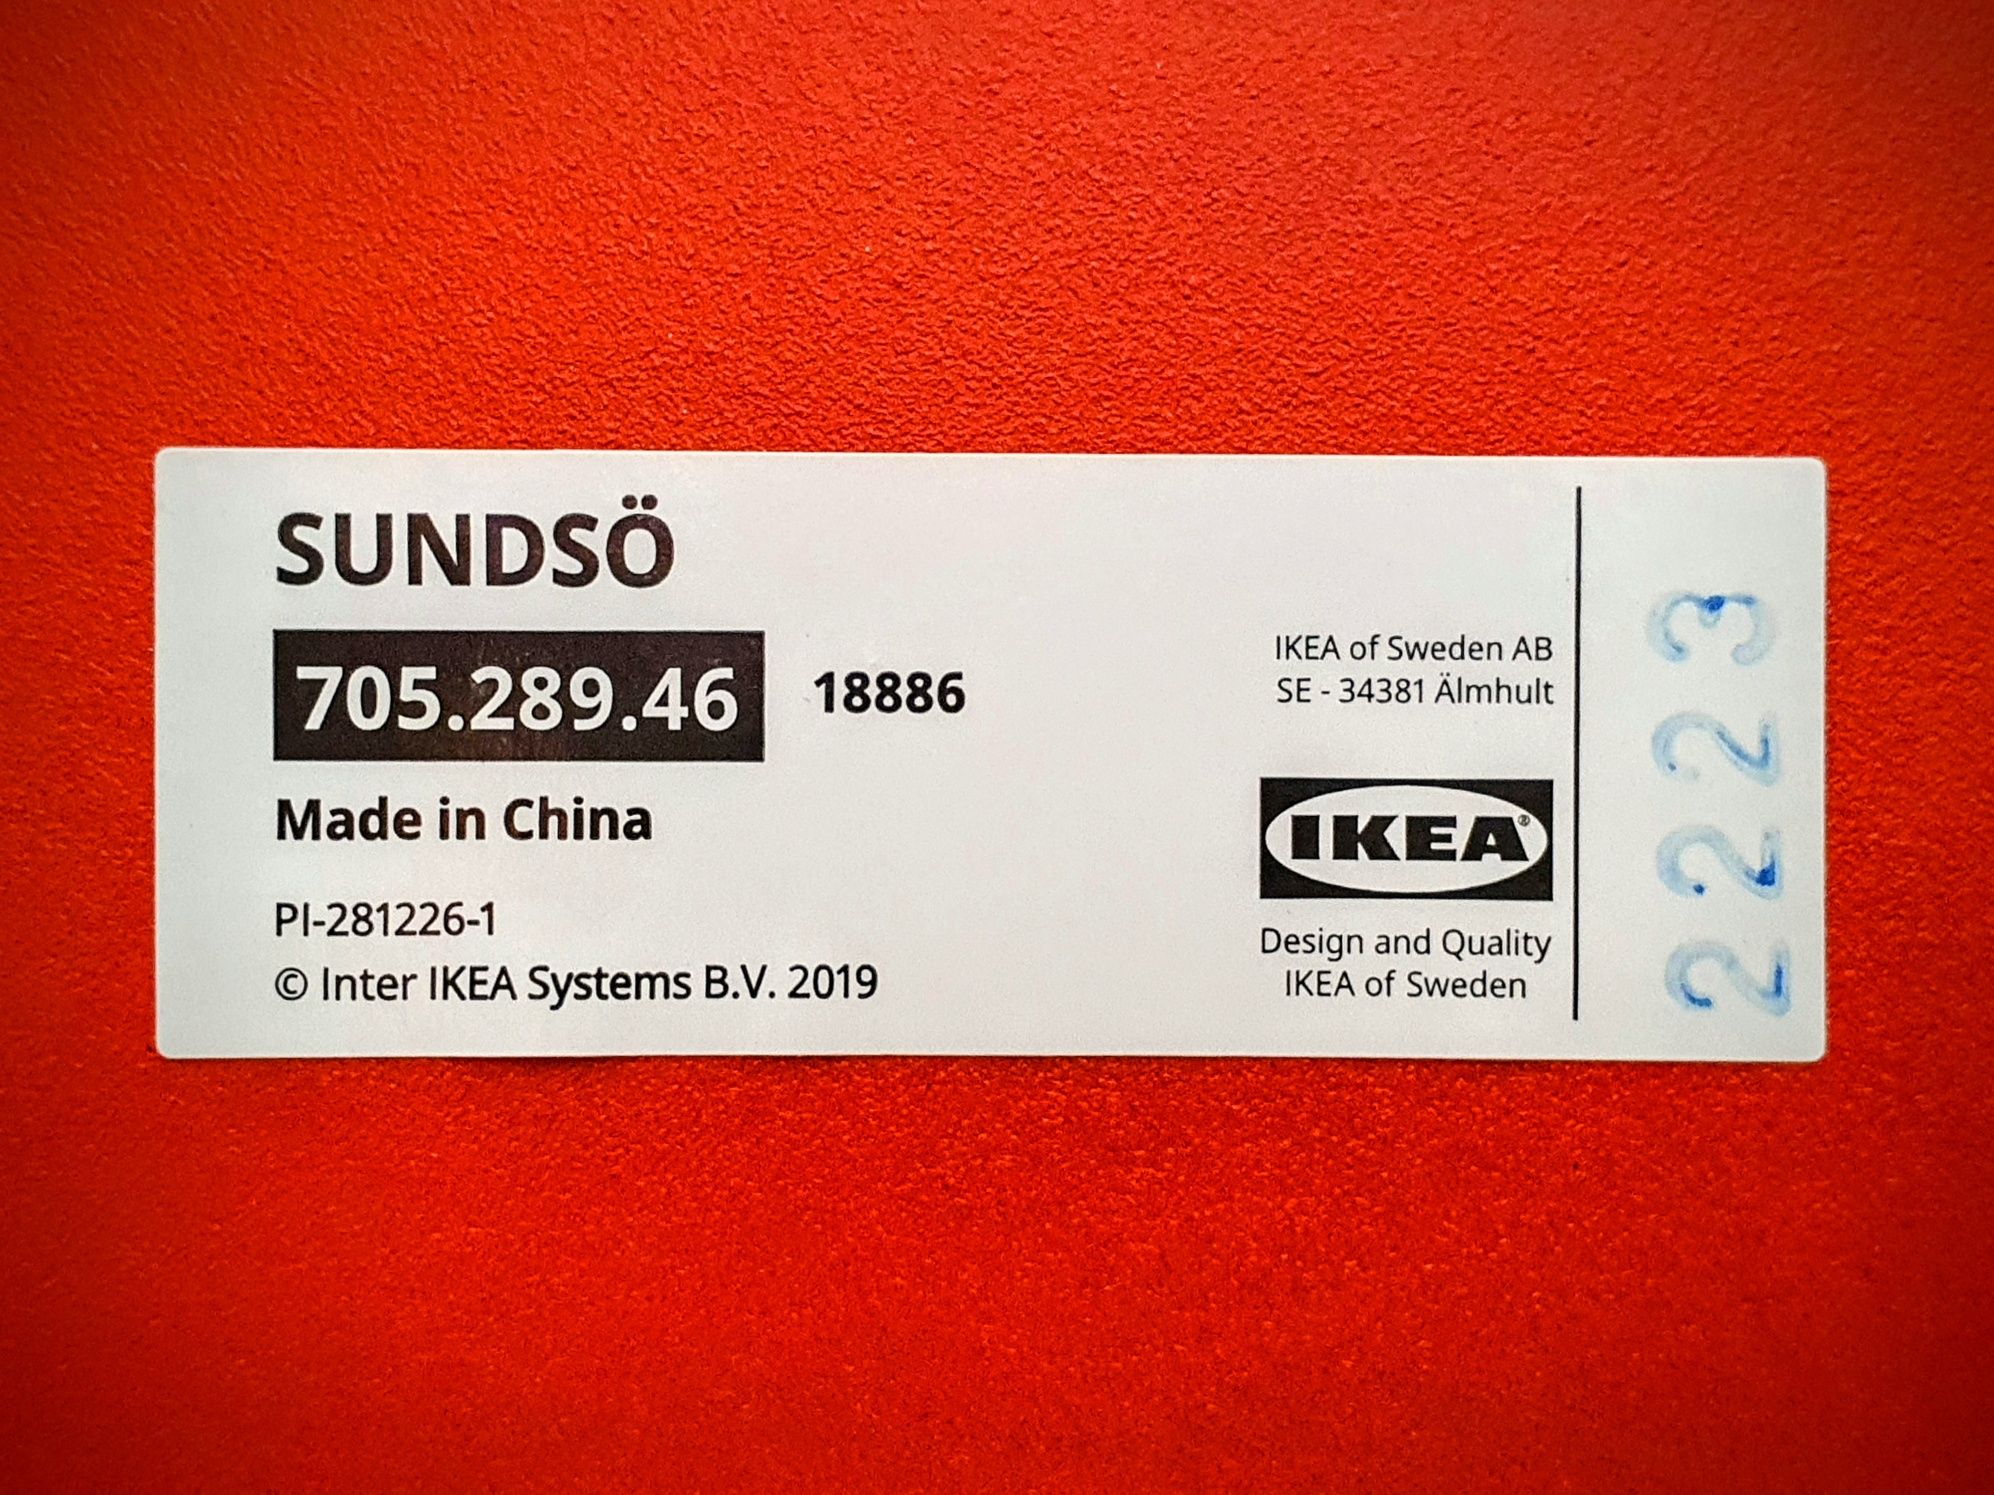 SUNDSÖ
705.289.46 18886
Made in China
PI-281226-1
© Inter IKEA Systems B.V. 2019
IKEA of Sweden AB
SE - 34381 Älmhult
IKEA®
Design and Quality
IKEA of Sweden
2223